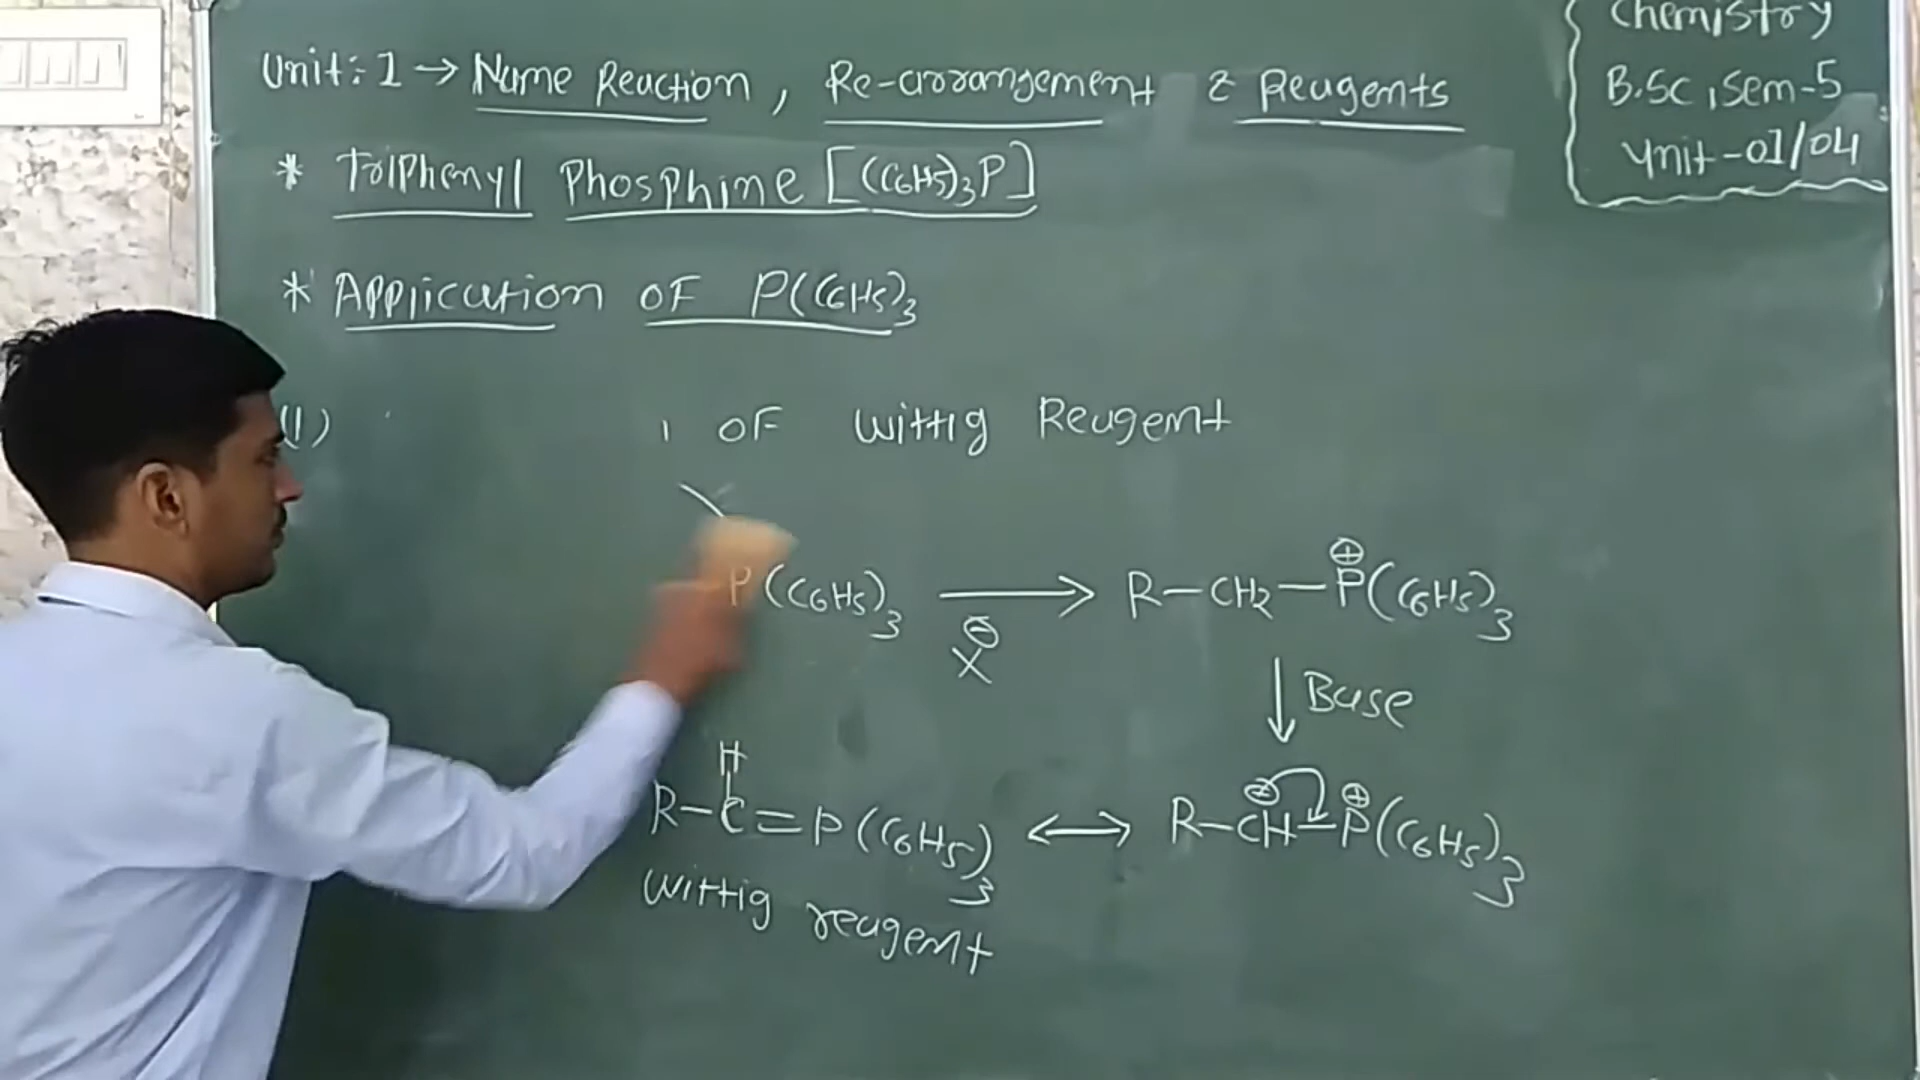 Unit:1 → Name Reaction, Re-arrangement & Reagents
Chemistry
B.Sc, Sem-5
Unit-01/04
* Triphenyl Phosphine [(C6H5)3P]
* Application of P(C6H5)3
(1) of Wittig Reagent
P(C6H5)3 ⟶ R-CH2-P⊕(C6H5)3
X⊖
↓ Base
H
R-C=P(C6H5)3 ↔ R-CH-P⊕(C6H5)3
Wittig reagent